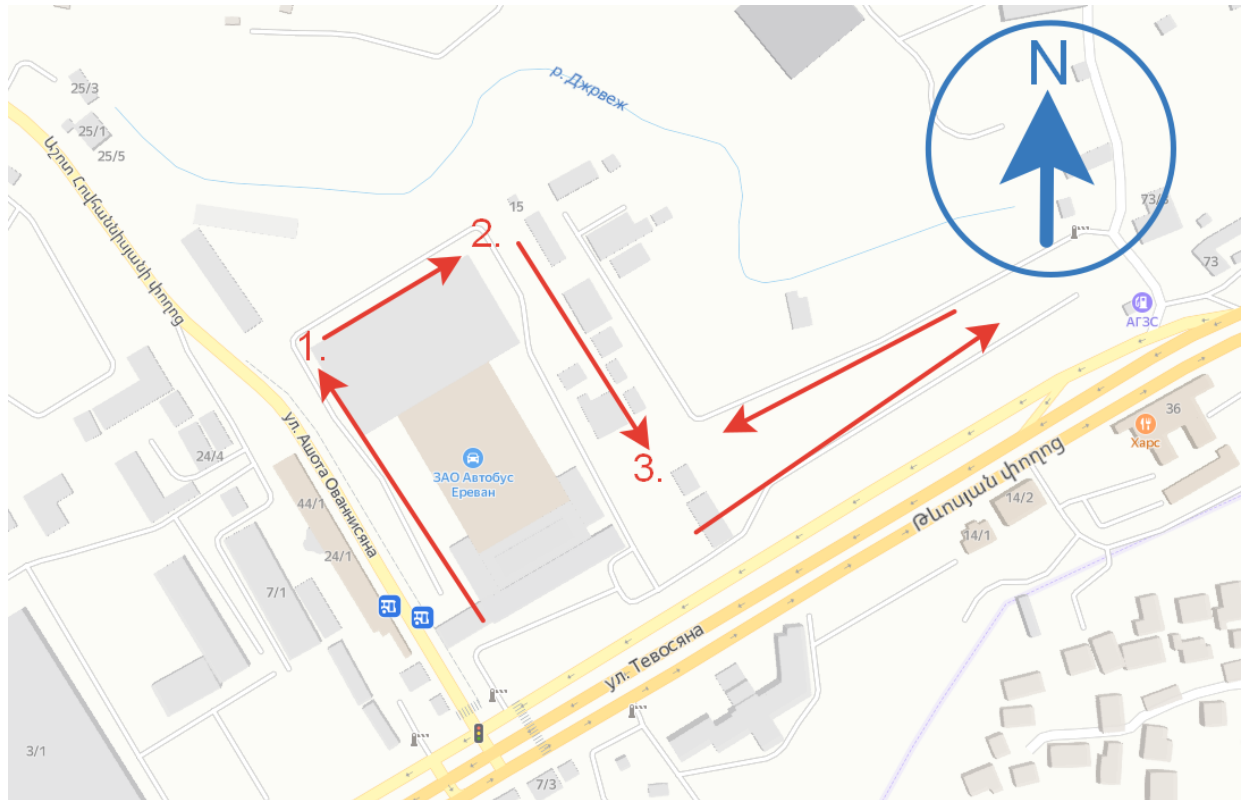 N
р. Джрвеж
25/3
25/1
25/5
Աշոտ Հովհաննիսյանի փողոց
15
2.
73/3
73
АГЗС
1.
36
Харс
24/4
ул. Ашота Ованнисяна
ЗАО Автобус
Ереван
3.
44/1
24/1
Թևոսյան փողոց
14/2
14/1
7/1
ул. Тевосяна
3/1
7/3